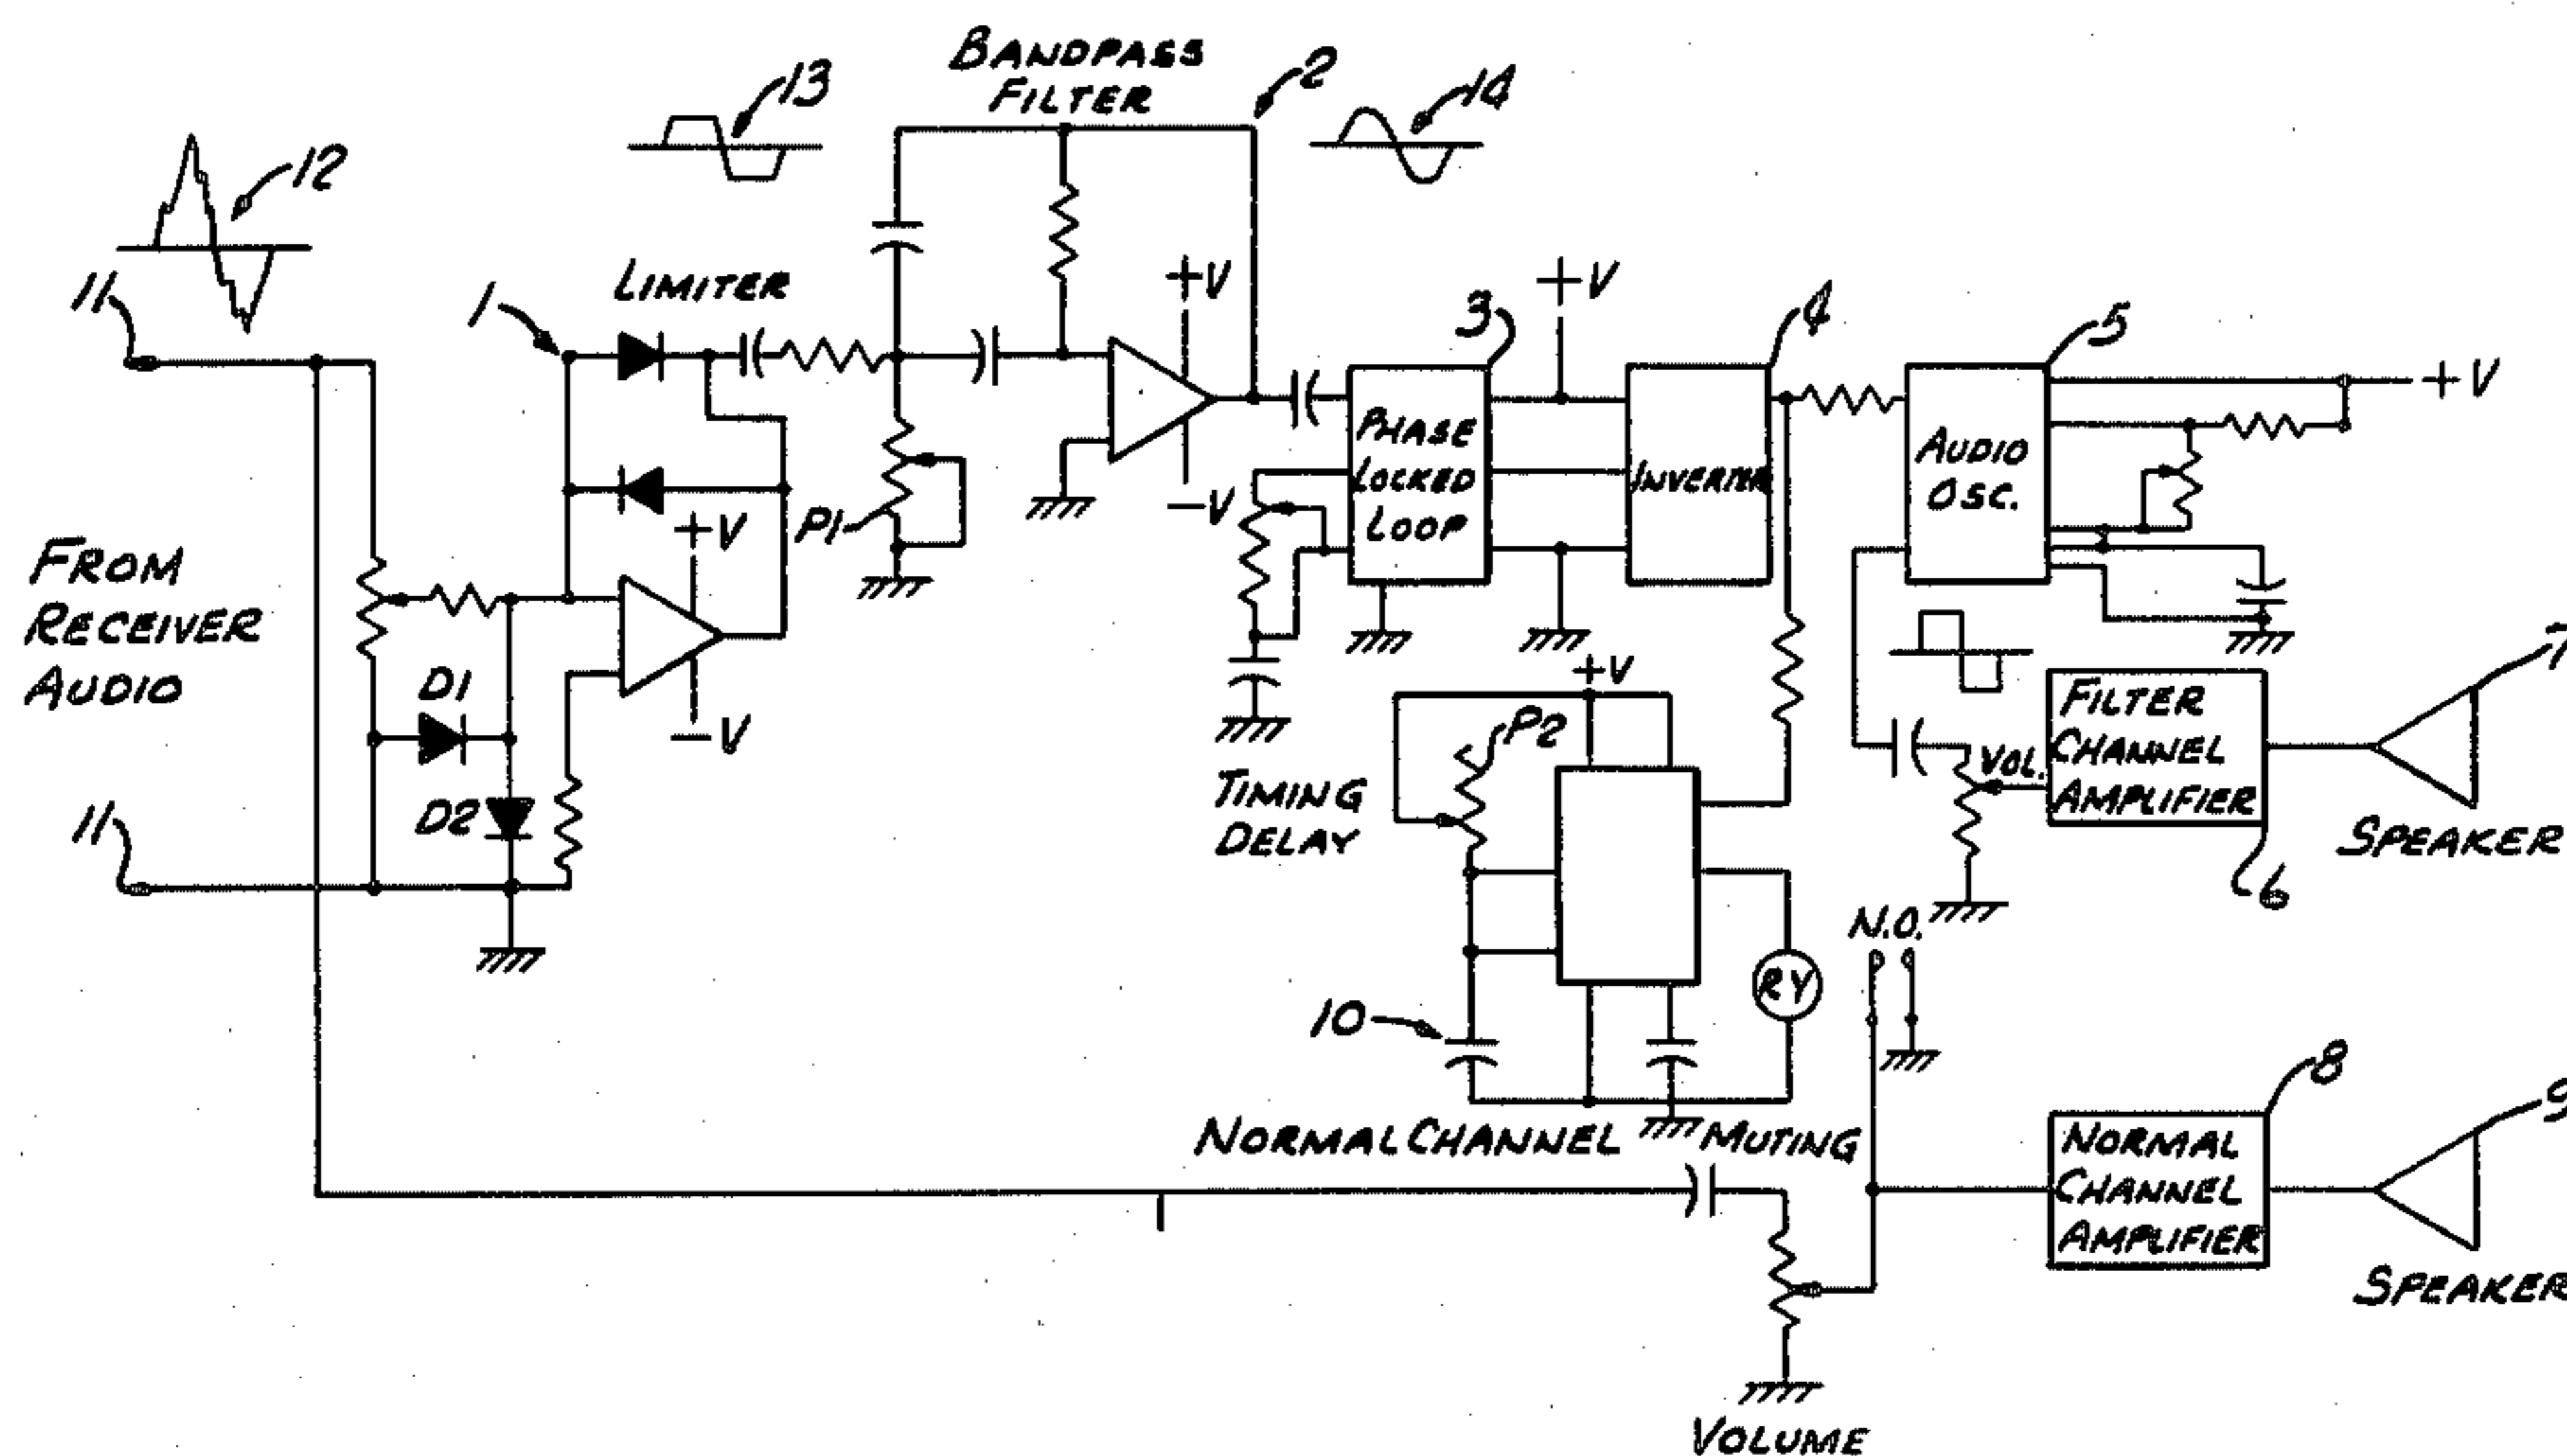 BANDPASS
FILTER
2
13
14
12
11
1
LIMITER
+V
+V
3
4
5
+V
PHASE
LOCKED
LOOP
INVERTER
AUDIO
OSC.
P1
-V
+V
FROM
RECEIVER
AUDIO
D1
-V
D2
11
+V
P2
TIMING
DELAY
VOL.
FILTER
CHANNEL
AMPLIFIER
7
SPEAKER
6
N.O.
RY
10
NORMAL CHANNEL MUTING
8
9
NORMAL
CHANNEL
AMPLIFIER
SPEAKER
VOLUME